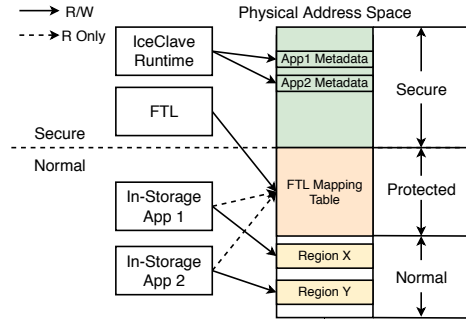 R/W
R Only
Physical Address Space
IceClave
Runtime
App1 Metadata
App2 Metadata
Secure
FTL
Secure
Normal
FTL Mapping
Table
Protected
In-Storage
App 1
In-Storage
App 2
Region X
Region Y
Normal